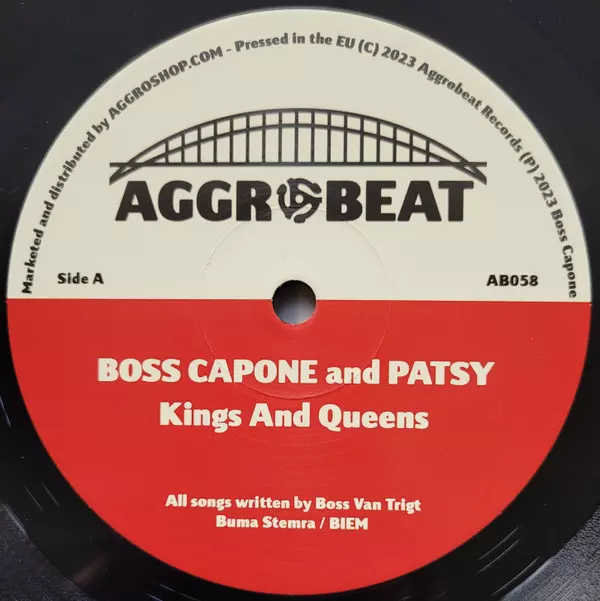 Marketed and distributed by AGGROSHOP.COM - Pressed in the EU (C) 2023 Aggrobeat Records (P) 2023 Boss Capone
AGGROBEAT
Side A
AB058
BOSS CAPONE and PATSY
Kings And Queens
All songs written by Boss Van Trigt
Buma Stemra / BIEM